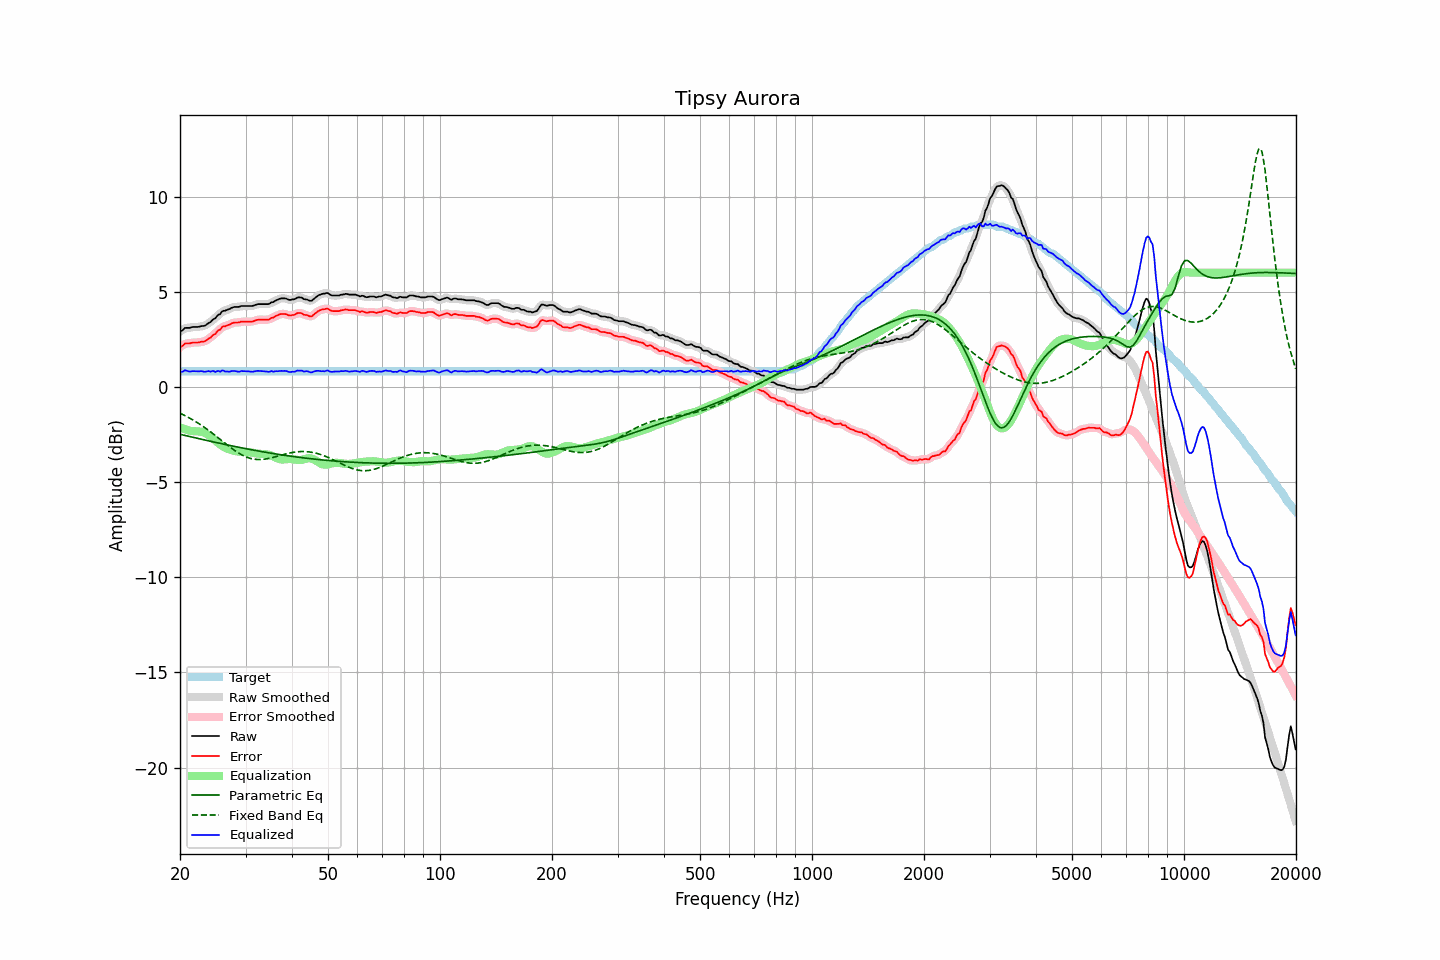 Tipsy Aurora
Amplitude (dBr)
10
5
0
−5
−10
−15
−20
Target
Raw Smoothed
Error Smoothed
Raw
Error
Equalization
Parametric Eq
Fixed Band Eq
Equalized
20 50 100 200 500 1000 2000 5000 10000 20000
Frequency (Hz)